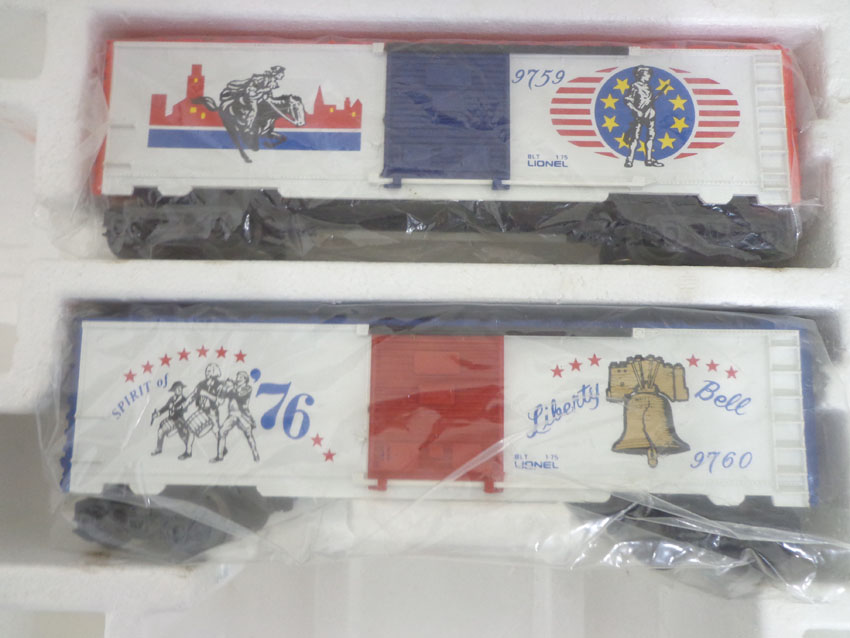 9759
BLT 1-75
LIONEL
SPIRIT of '76
Liberty Bell
BLT 1-75
LIONEL
9760